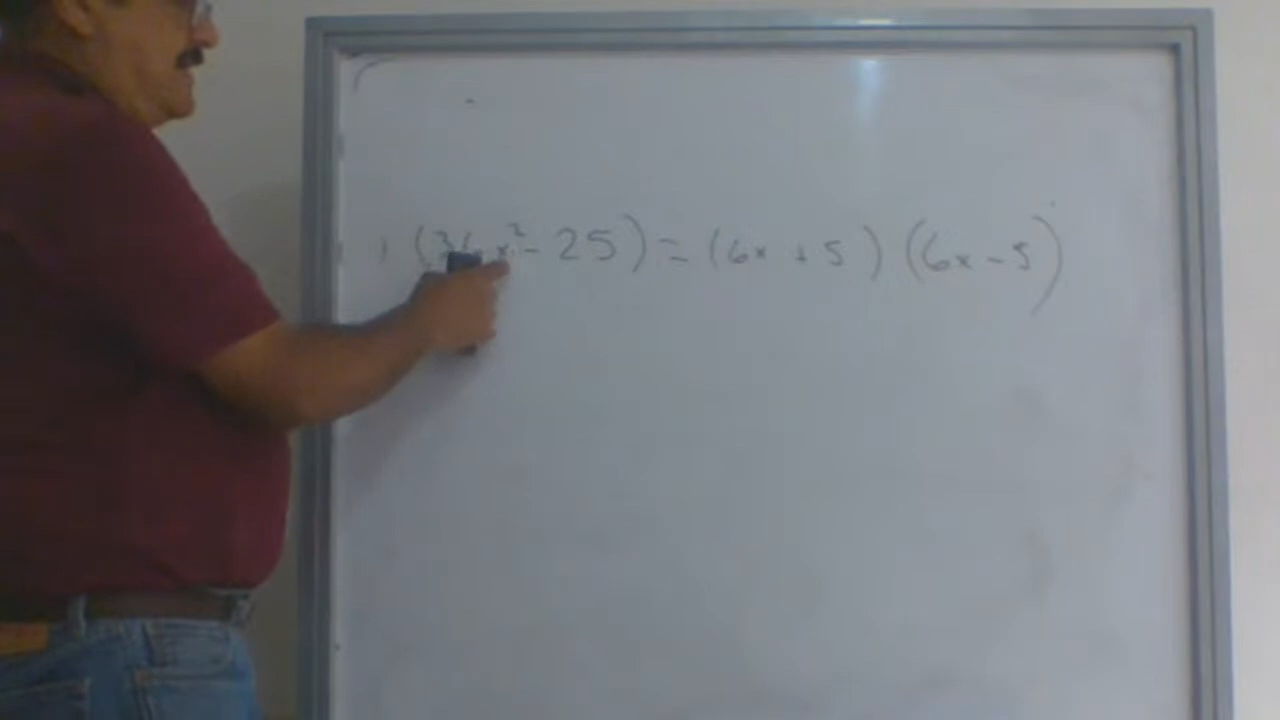 (36x² - 25) = (6x + 5) (6x - 5)